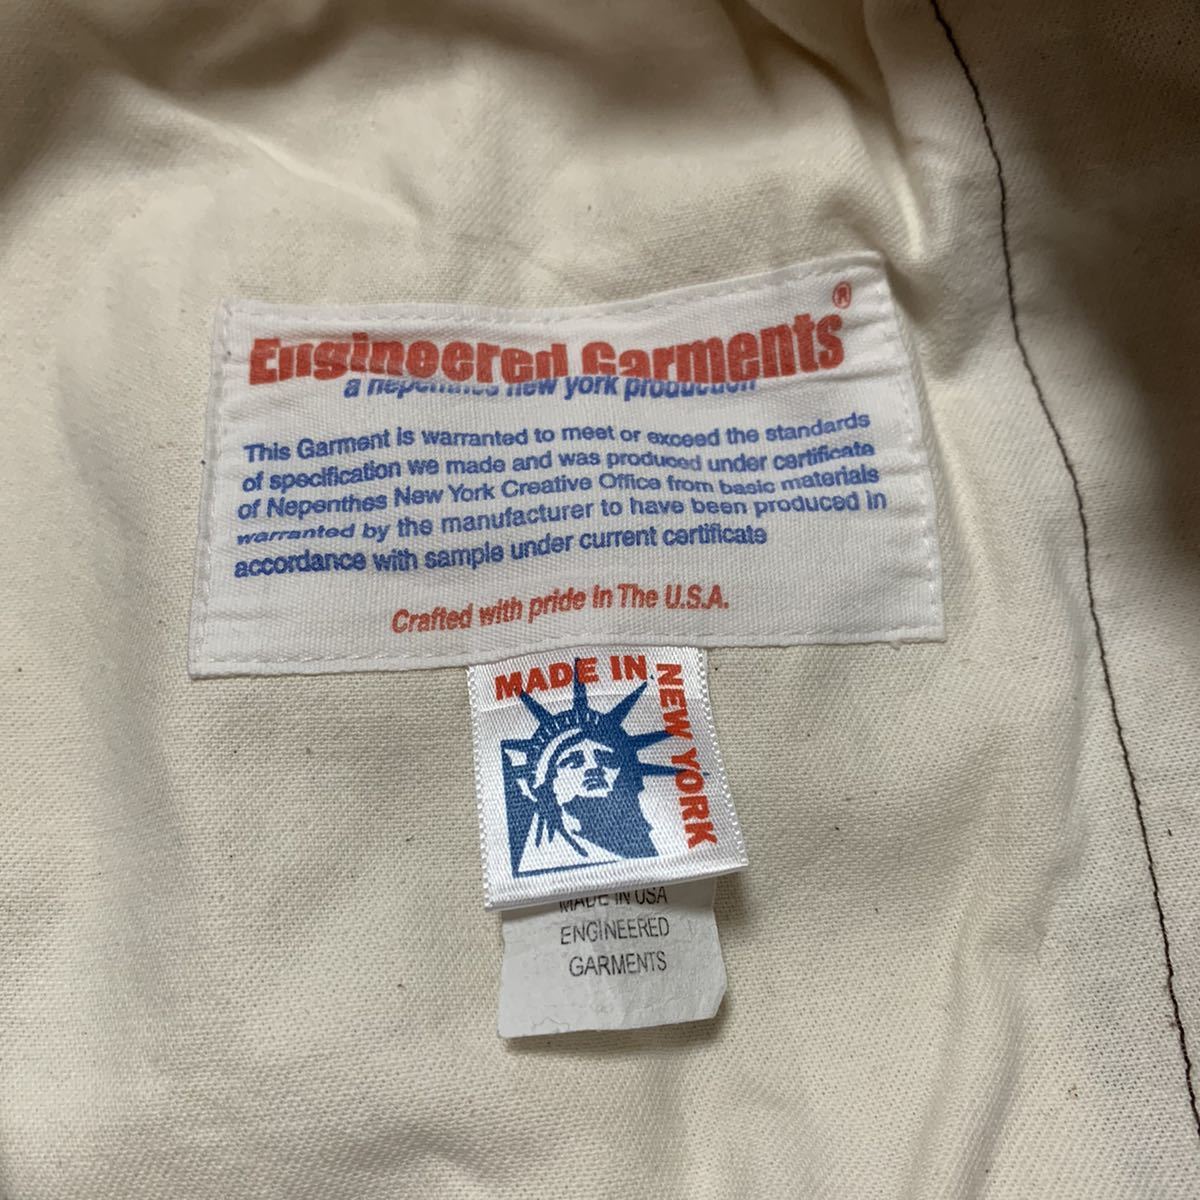 Engineered Garments ®
a nepenthes new york production
This Garment is warranted to meet or exceed the standards
of specification we made and was produced under certificate
of Nepenthes New York Creative Office from basic materials
warranted by the manufacturer to have been produced in
accordance with sample under current certificate
Crafted with pride in The U.S.A.
MADE IN
NEW YORK
MADE IN USA
ENGINEERED
GARMENTS